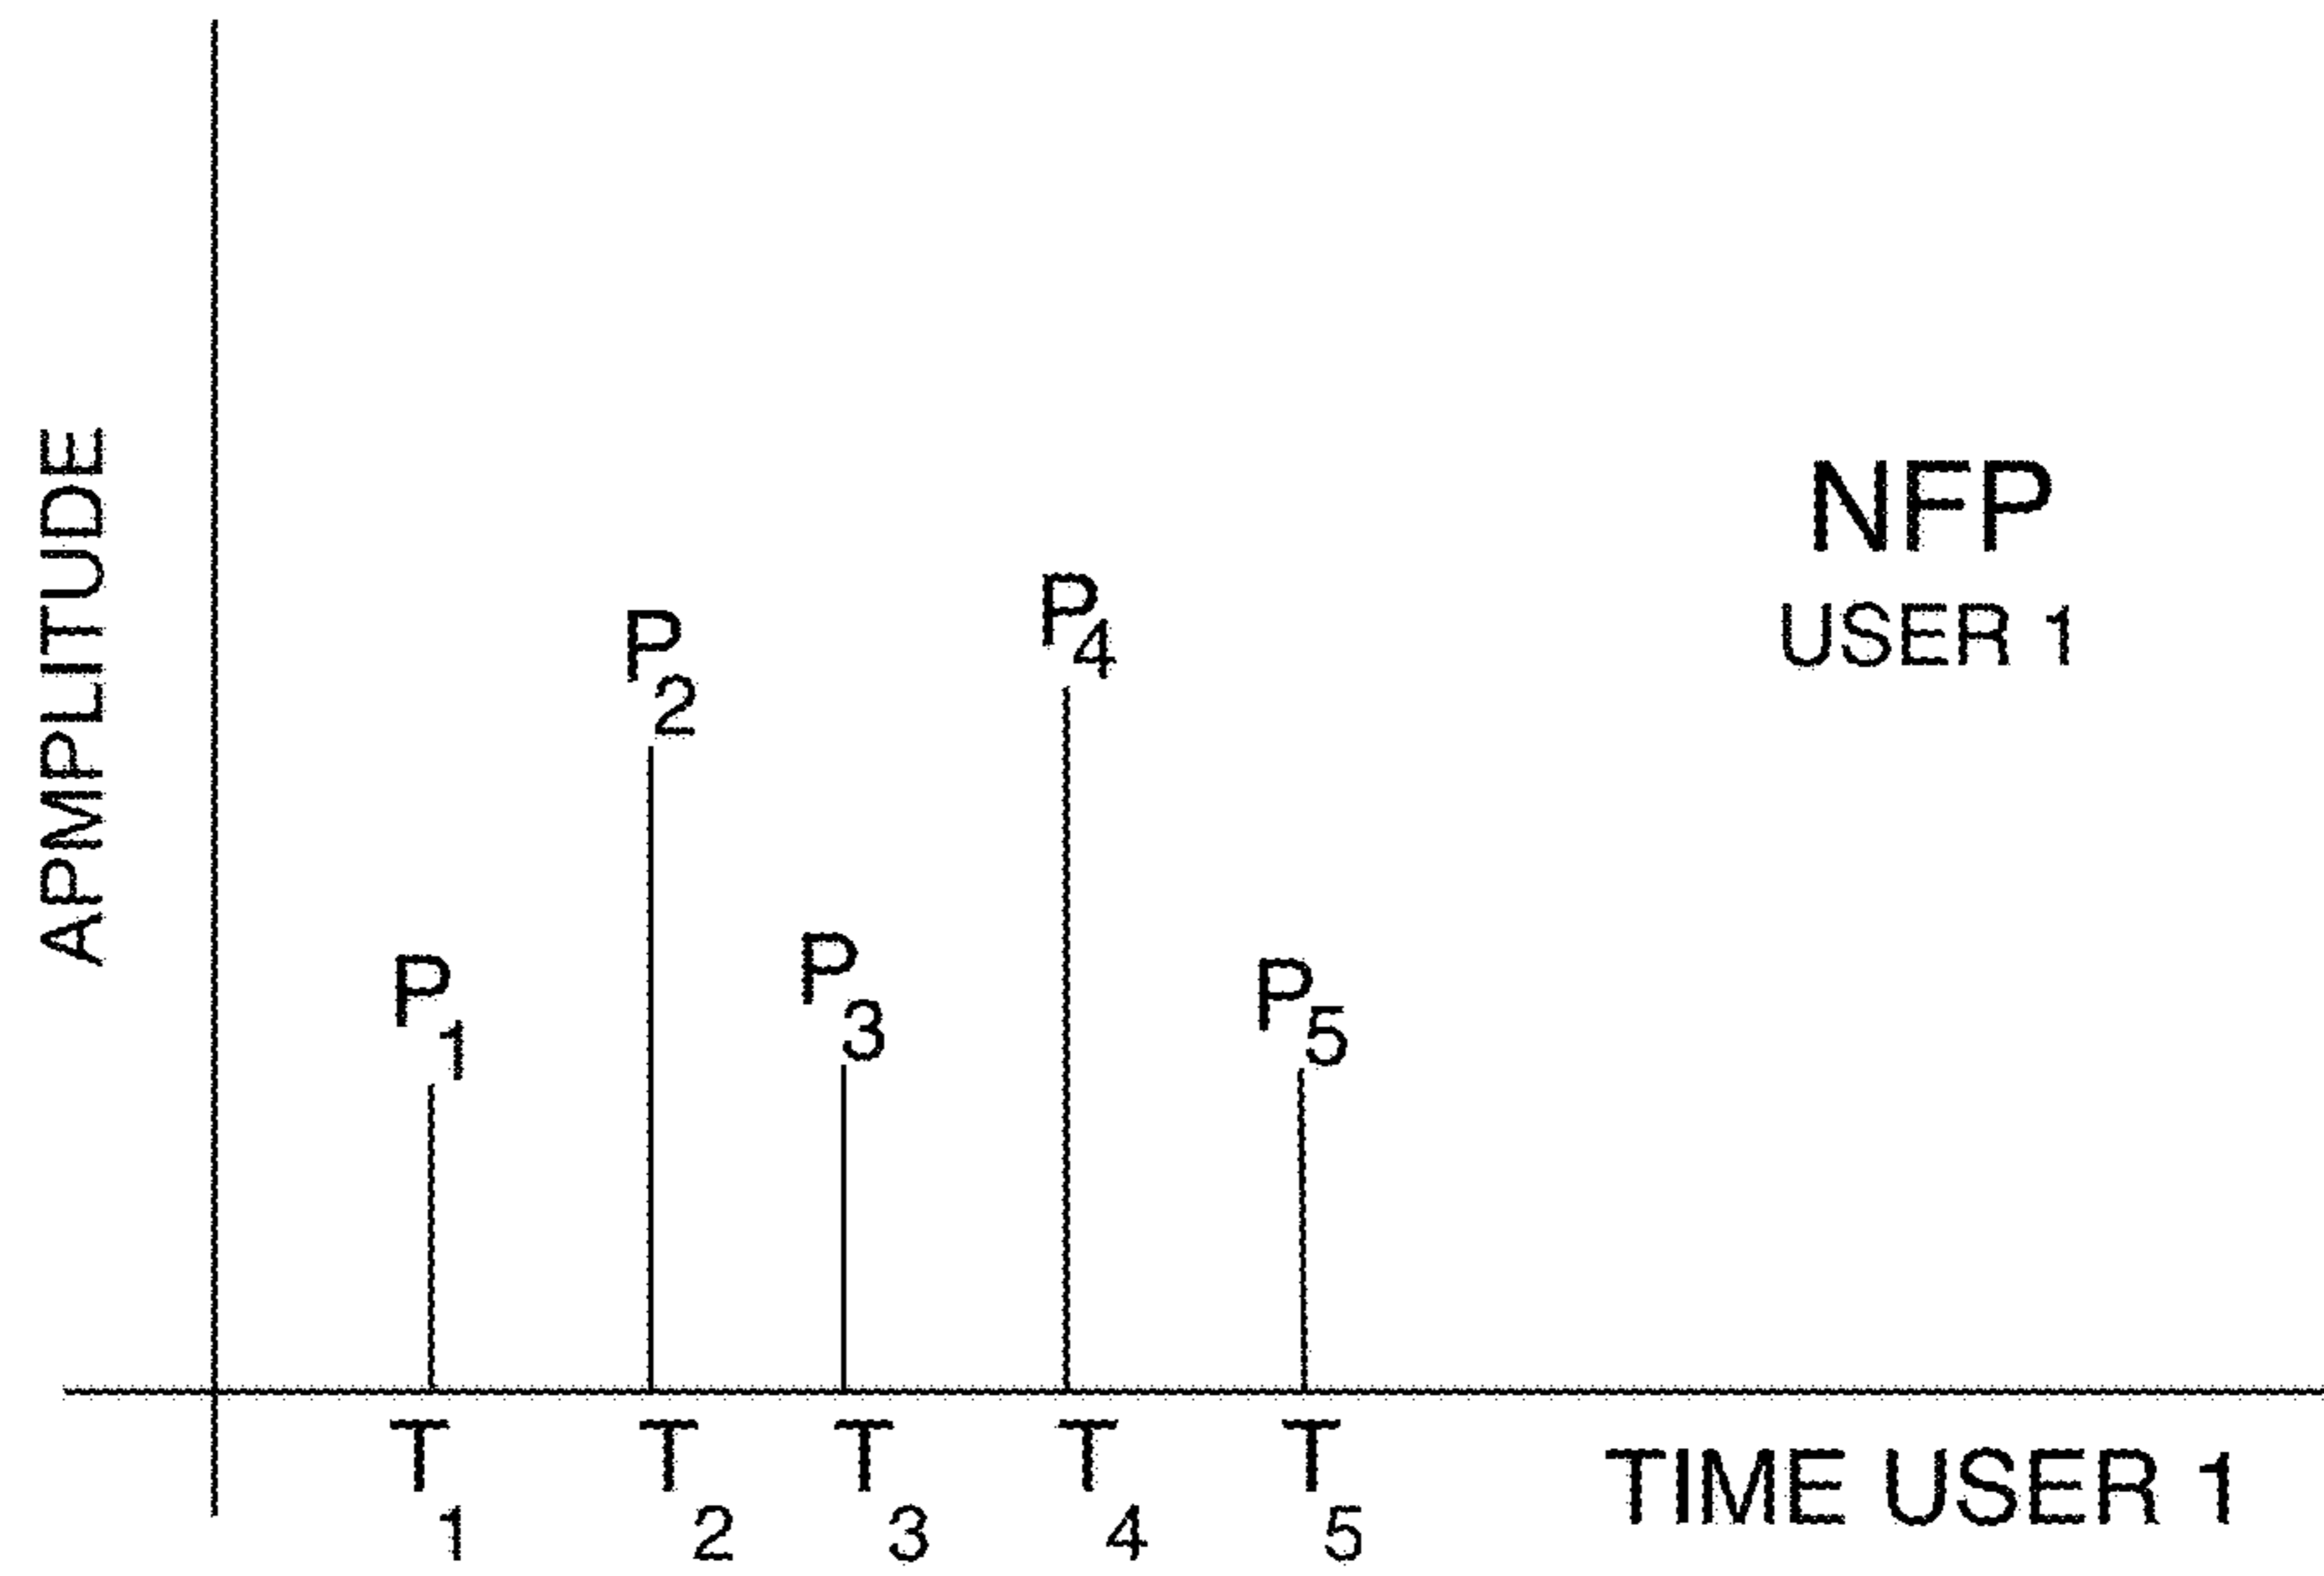 APMPLITUDE
NFP
USER 1
P4
P2
P3
P1
P5
T1 T2 T3 T4 T5
TIME USER 1